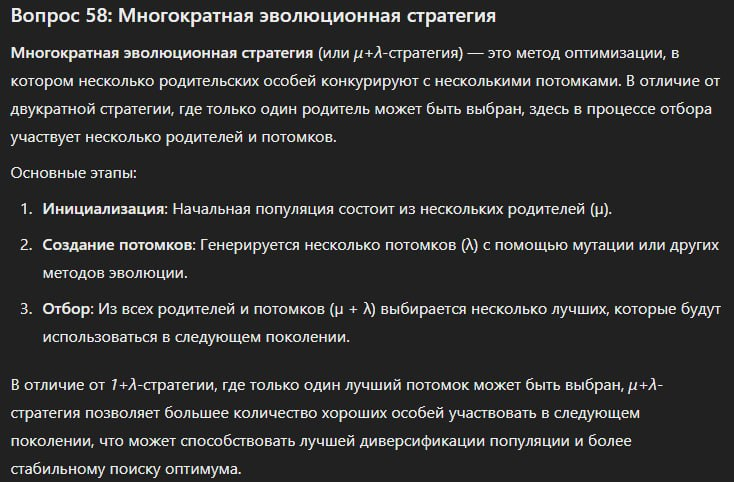 Вопрос 58: Многократная эволюционная стратегия
Многократная эволюционная стратегия (или μ+λ-стратегия) — это метод оптимизации, в
котором несколько родительских особей конкурируют с несколькими потомками. В отличие от
двукратной стратегии, где только один родитель может быть выбран, здесь в процессе отбора
участвует несколько родителей и потомков.
Основные этапы:
1. Инициализация: Начальная популяция состоит из нескольких родителей (μ).
2. Создание потомков: Генерируется несколько потомков (λ) с помощью мутации или других
методов эволюции.
3. Отбор: Из всех родителей и потомков (μ + λ) выбирается несколько лучших, которые будут
использоваться в следующем поколении.
В отличие от 1+λ-стратегии, где только один лучший потомок может быть выбран, μ+λ-
стратегия позволяет большее количество хороших особей участвовать в следующем
поколении, что может способствовать лучшей диверсификации популяции и более
стабильному поиску оптимума.